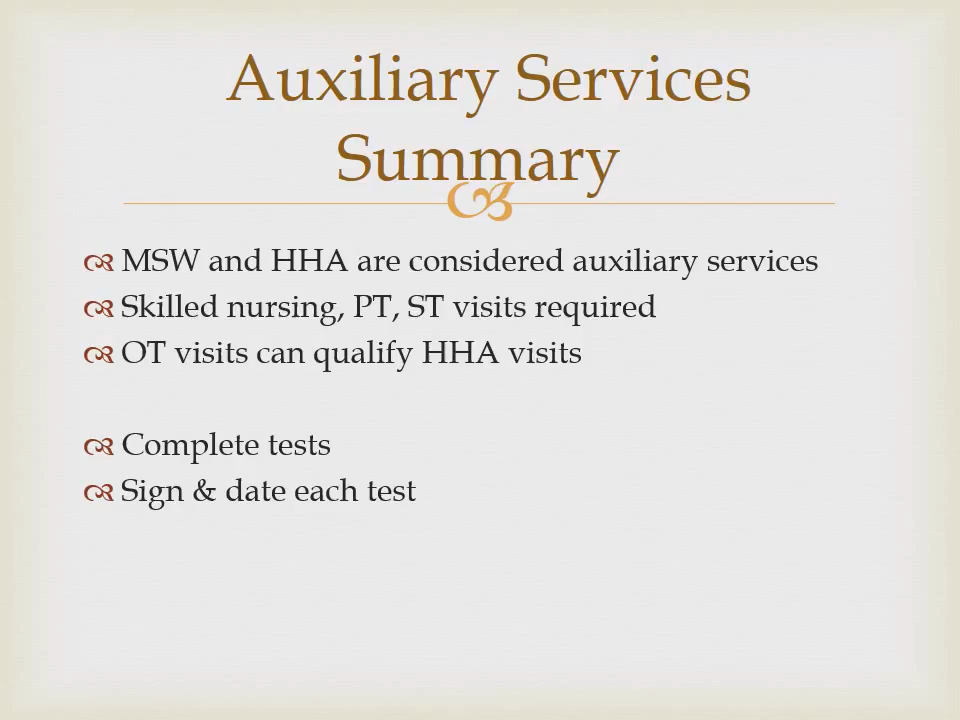 Auxiliary Services
Summary
MSW and HHA are considered auxiliary services
Skilled nursing, PT, ST visits required
OT visits can qualify HHA visits
Complete tests
Sign & date each test